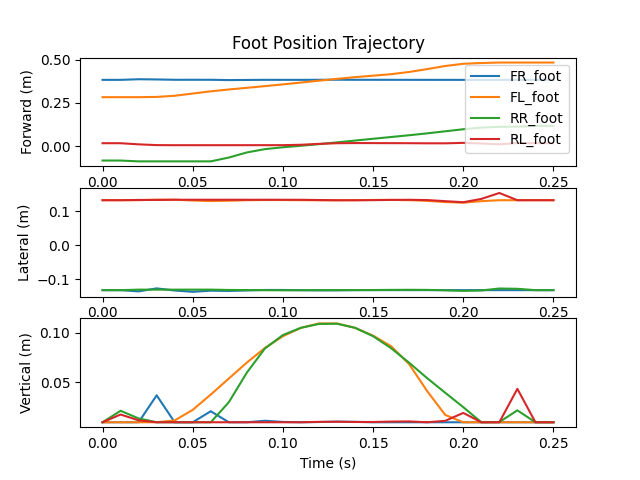 Foot Position Trajectory
0.50
0.25
0.00
Forward (m)
FR_foot
FL_foot
RR_foot
RL_foot
0.00 0.05 0.10 0.15 0.20 0.25
0.1
0.0
−0.1
Lateral (m)
0.00 0.05 0.10 0.15 0.20 0.25
0.10
0.05
Vertical (m)
0.00 0.05 0.10 0.15 0.20 0.25
Time (s)